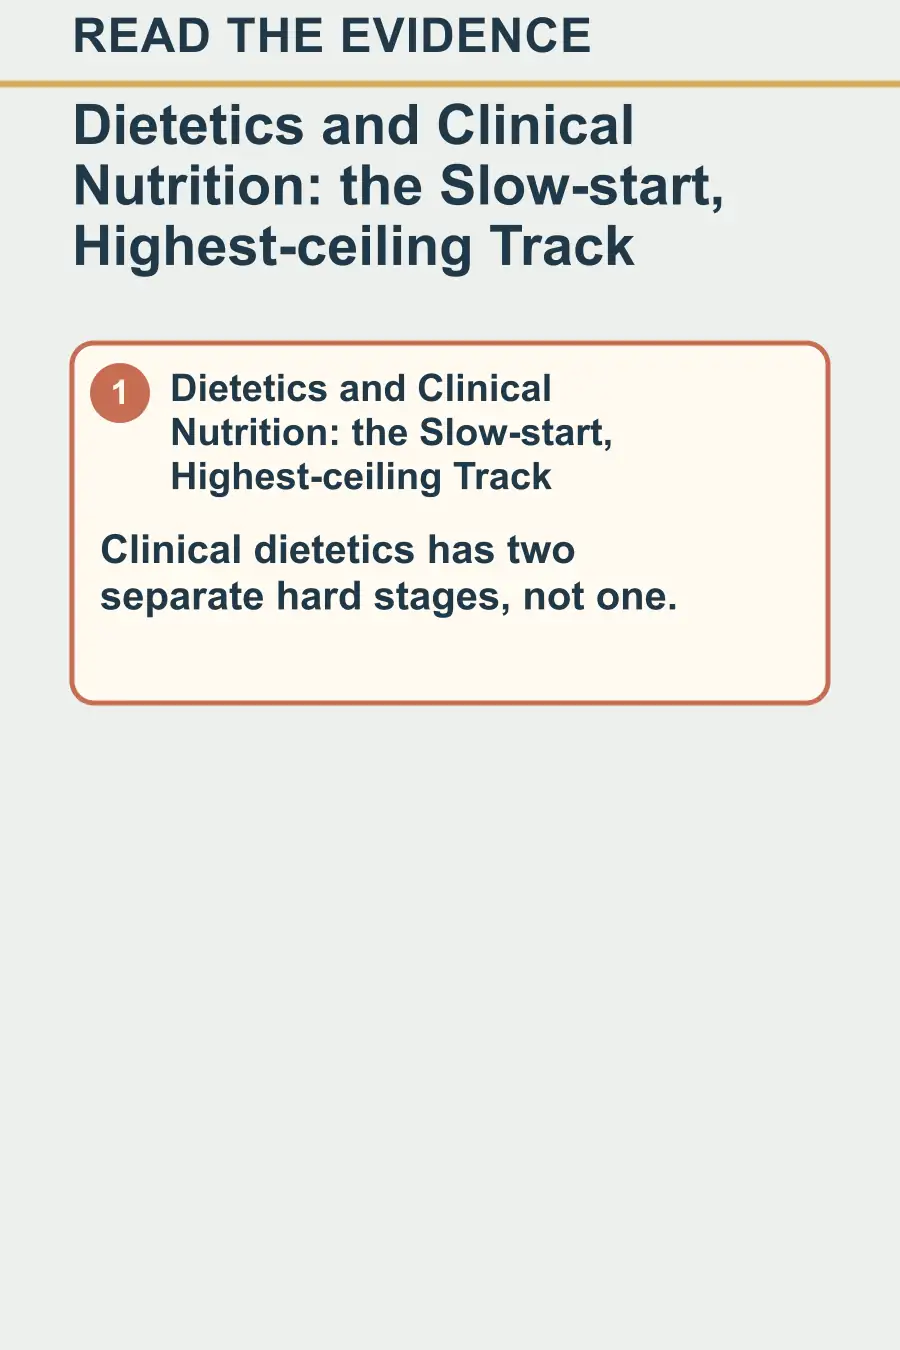 READ THE EVIDENCE
Dietetics and Clinical
Nutrition: the Slow-start,
Highest-ceiling Track
1
Dietetics and Clinical
Nutrition: the Slow-start,
Highest-ceiling Track
Clinical dietetics has two
separate hard stages, not one.